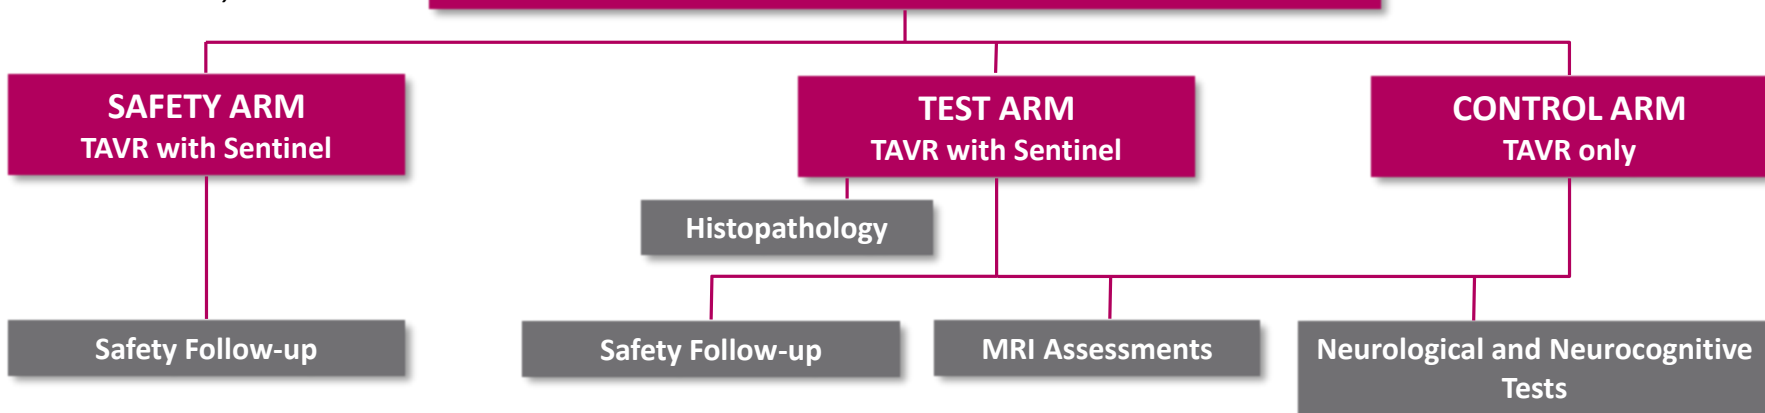 SAFETY ARM
TAVR with Sentinel
TEST ARM
TAVR with Sentinel
CONTROL ARM
TAVR only
Histopathology
Safety Follow-up
Safety Follow-up
MRI Assessments
Neurological and Neurocognitive
Tests